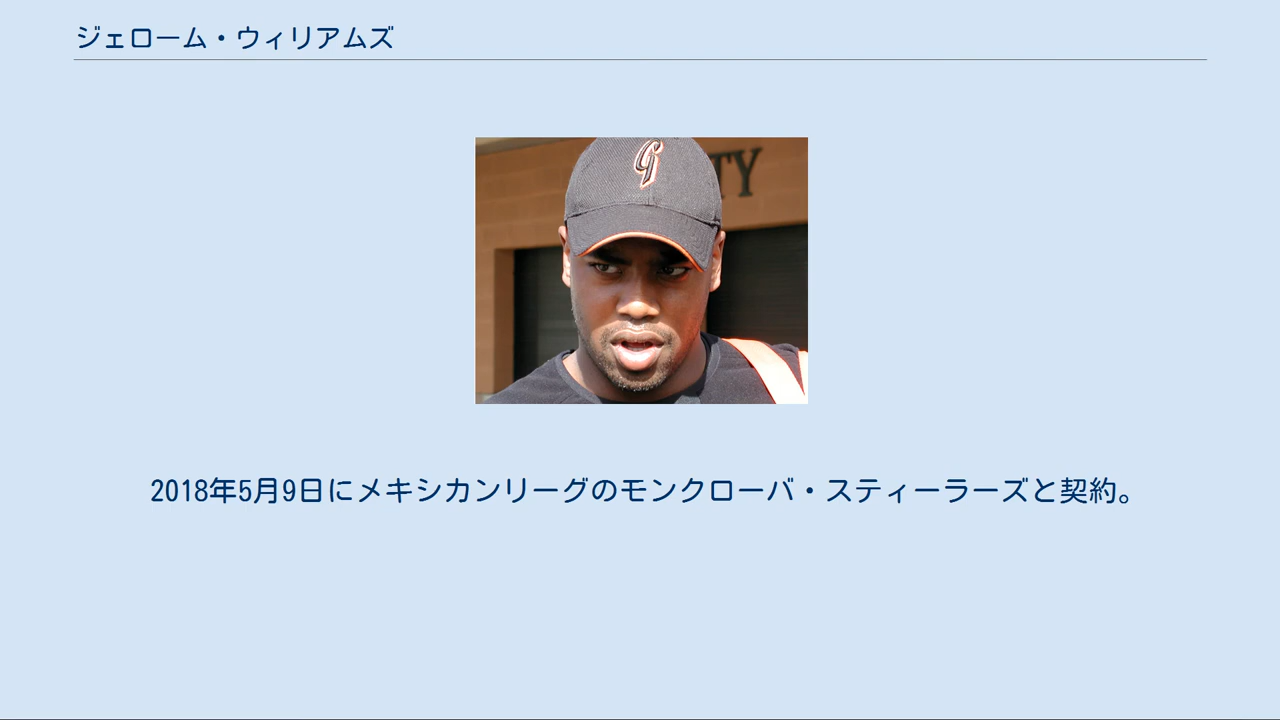 ジェローム・ウィリアムズ
G
TY
2018年5月9日にメキシカンリーグのモンクローバ・スティーラーズと契約。